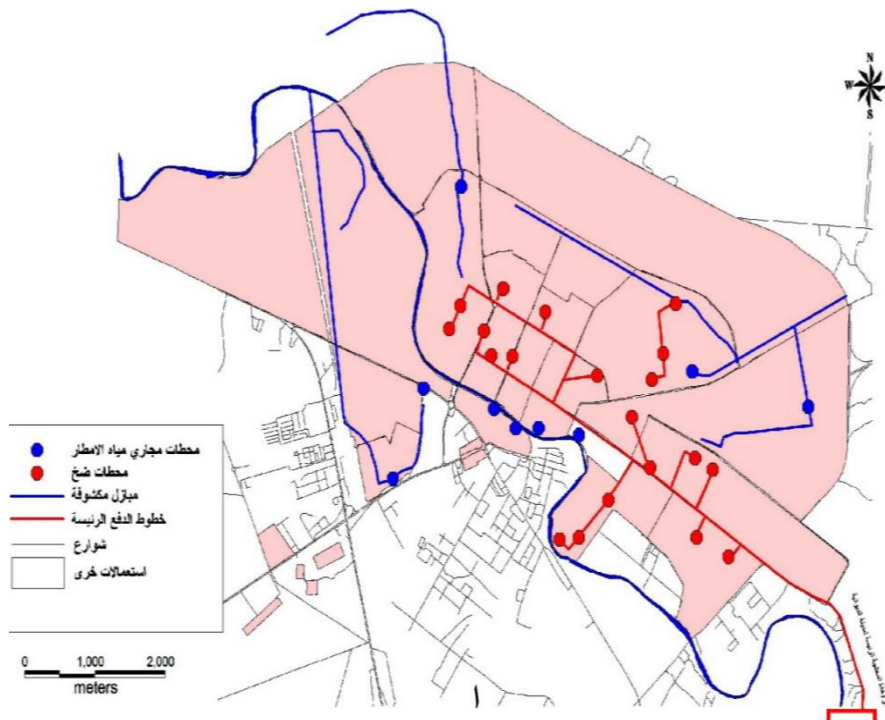 N
W
S
محطات مجاري مياه الامطار
محطات ضخ
مبازل مكشوفة
خطوط الدفع الرئيسة
شوارع
استعمالات خرى
0 1,000 2,000
meters